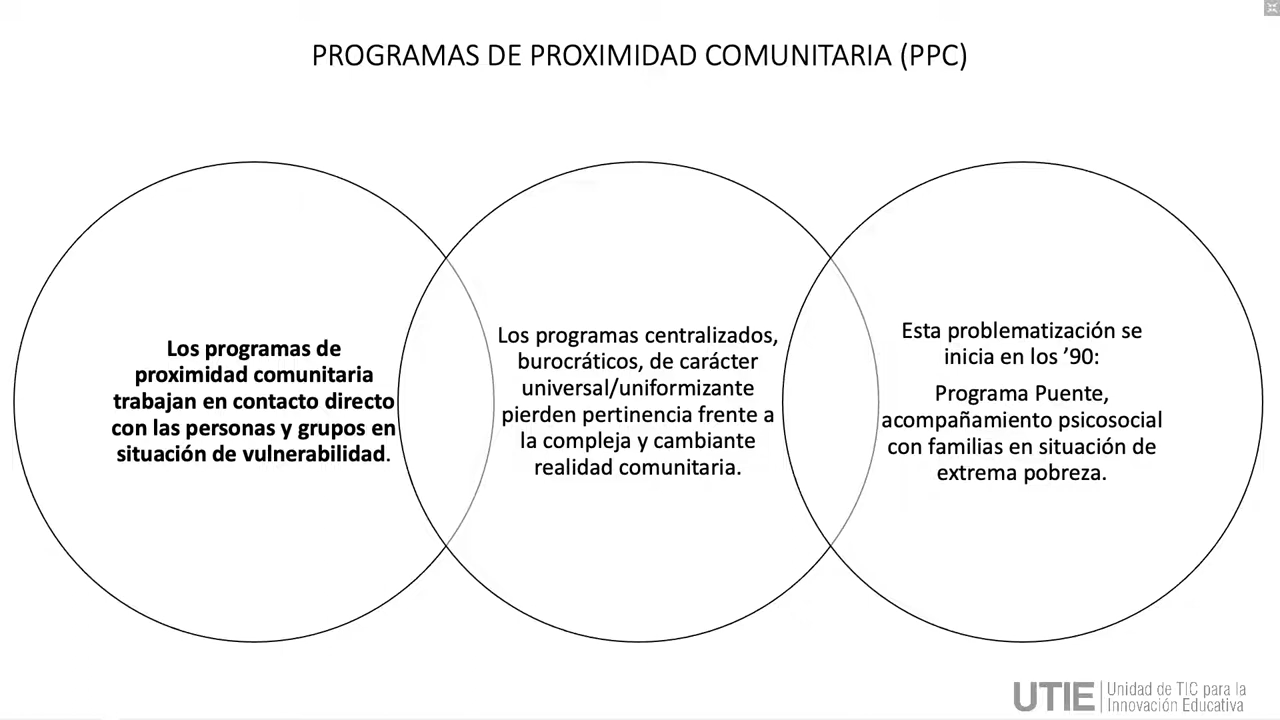 PROGRAMAS DE PROXIMIDAD COMUNITARIA (PPC)
Los programas de
proximidad comunitaria
trabajan en contacto directo
con las personas y grupos en
situación de vulnerabilidad.
Los programas centralizados,
burocráticos, de carácter
universal/uniformizante
pierden pertinencia frente a
la compleja y cambiante
realidad comunitaria.
Esta problematización se
inicia en los ’90:
Programa Puente,
acompañamiento psicosocial
con familias en situación de
extrema pobreza.
UTIE
Unidad de TIC para la
Innovación Educativa